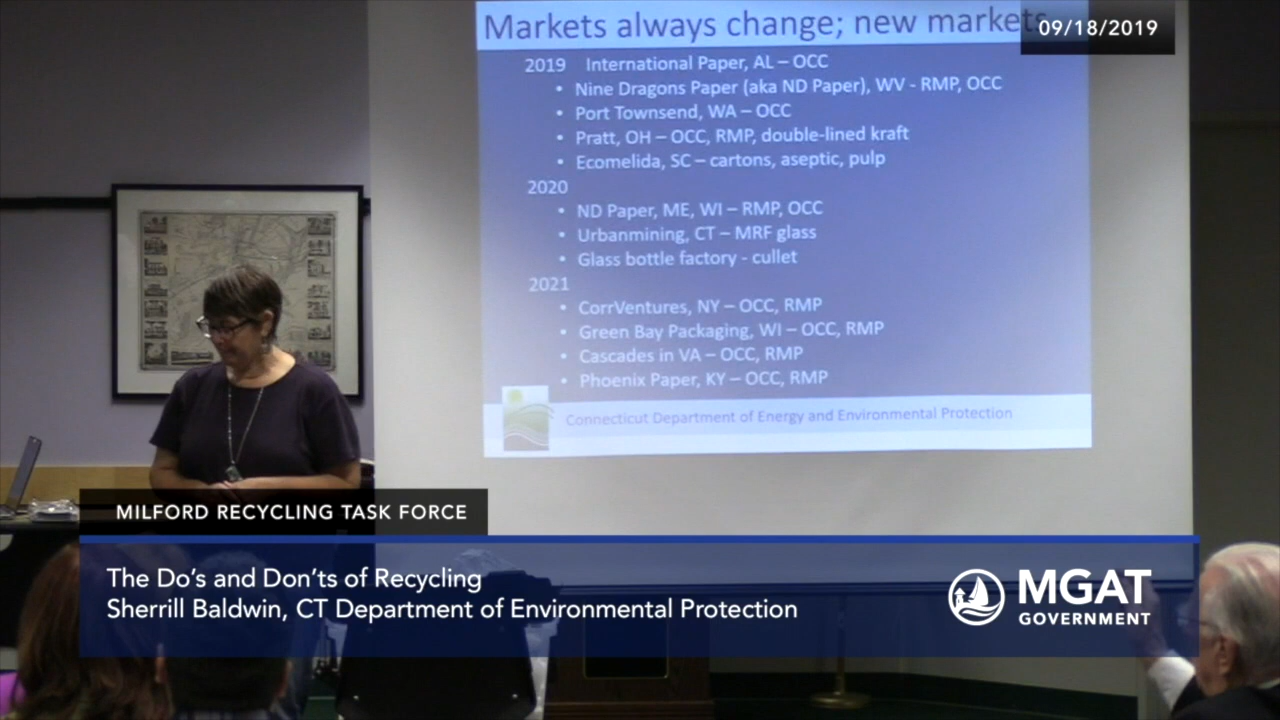 Markets always change; new markets
09/18/2019
2019 International Paper, AL – OCC
• Nine Dragons Paper (aka ND Paper), WV - RMP, OCC
• Port Townsend, WA – OCC
• Pratt, OH – OCC, RMP, double-lined kraft
• Ecomelida, SC – cartons, aseptic, pulp
2020
• ND Paper, ME, WI – RMP, OCC
• Urbanmining, CT – MRF glass
• Glass bottle factory - cullet
2021
• CorrVentures, NY – OCC, RMP
• Green Bay Packaging, WI – OCC, RMP
• Cascades in VA – OCC, RMP
• Phoenix Paper, KY – OCC, RMP
Connecticut Department of Energy and Environmental Protection
MILFORD RECYCLING TASK FORCE
The Do's and Don'ts of Recycling
Sherrill Baldwin, CT Department of Environmental Protection
MGAT
GOVERNMENT